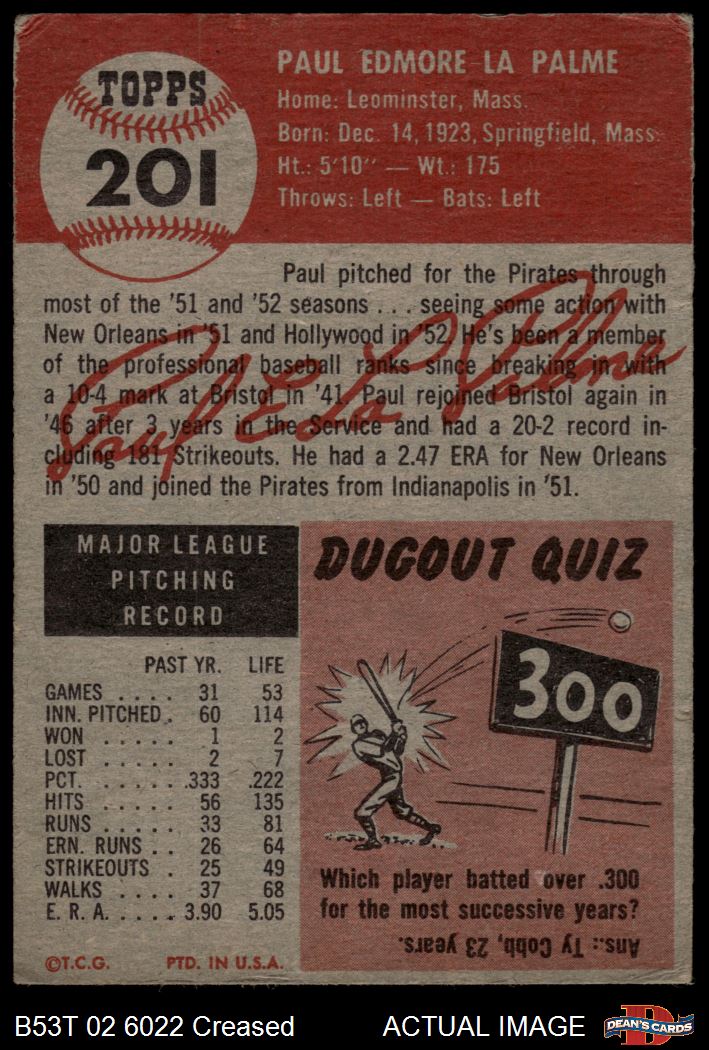 TOPPS
201
PAUL EDMORE LA PALME
Home: Leominster, Mass.
Born: Dec. 14, 1923, Springfield, Mass.
Ht.: 5'10" — Wt.: 175
Throws: Left — Bats: Left
Paul pitched for the Pirates through
most of the '51 and '52 seasons . . . seeing some action with
New Orleans in '51 and Hollywood in '52. He's been a member
of the professional baseball ranks since breaking in with
a 10-4 mark at Bristol in '41. Paul rejoined Bristol again in
'46 after 3 years in the Service and had a 20-2 record in-
cluding 181 Strikeouts. He had a 2.47 ERA for New Orleans
in '50 and joined the Pirates from Indianapolis in '51.
Paul E La Palme
MAJOR LEAGUE
PITCHING
RECORD
PAST YR. LIFE
GAMES . . . . 31 53
INN. PITCHED . 60 114
WON . . . . . 1 2
LOST . . . . . 2 7
PCT. . . . . . .333 .222
HITS . . . . . 56 135
RUNS . . . . . 33 81
ERN. RUNS . . 26 64
STRIKEOUTS . 25 49
WALKS . . . . 37 68
E. R. A. . . . . 3.90 5.05
©T.C.G. PTD. IN U.S.A.
DUGOUT QUIZ
300
Which player batted over .300
for the most successive years?
Ans.: Ty Cobb, 23 years.
B53T 02 6022 Creased ACTUAL IMAGE
D
DEAN'S CARDS